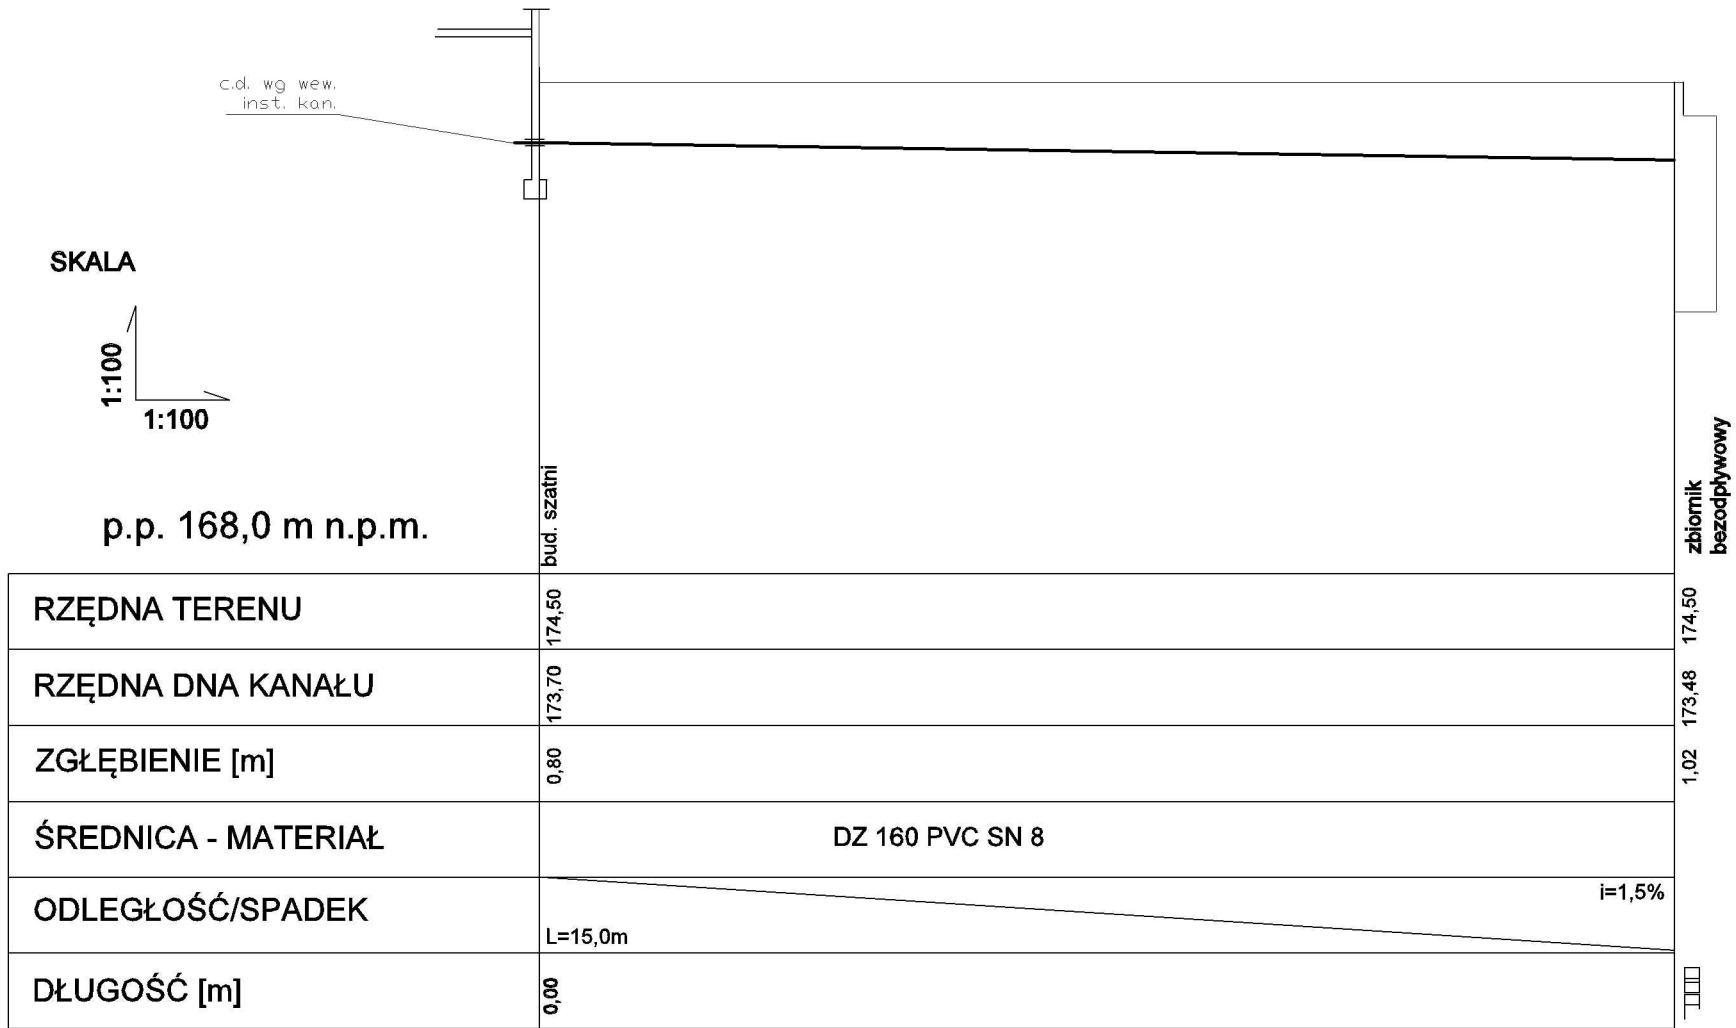 c.d. wg wew.
inst. kan.
SKALA
1:100
1:100
p.p. 168,0 m n.p.m.
bud. szatni
zbiornik
bezodpływowy
RZĘDNA TERENU
174,50
174,50
RZĘDNA DNA KANAŁU
173,70
173,48
ZGŁĘBIENIE [m]
0,80
1,02
ŚREDNICA - MATERIAŁ
DZ 160 PVC SN 8
ODLEGŁOŚĆ/SPADEK
i=1,5%
L=15,0m
DŁUGOŚĆ [m]
0,00